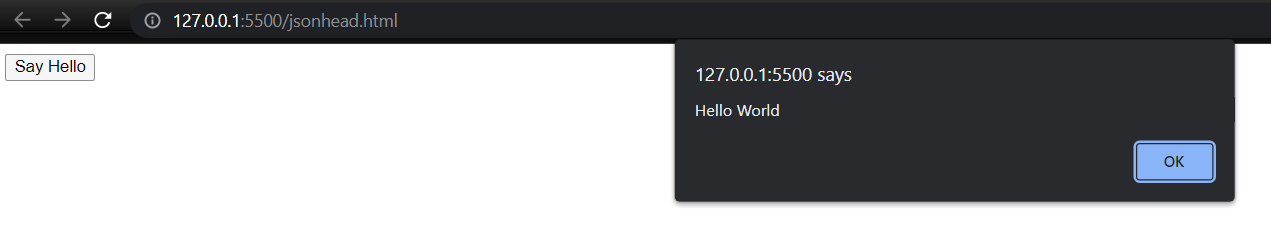 127.0.0.1:5500/jsonhead.html
Say Hello
127.0.0.1:5500 says
Hello World
OK